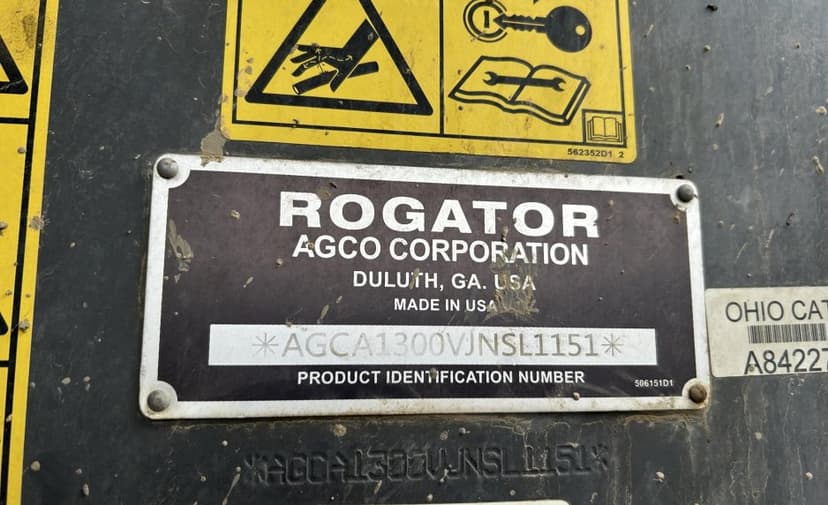 1
562352D1 2
ROGATOR
AGCO CORPORATION
DULUTH, GA. USA
MADE IN USA
*AGCA1300VJNSL1151*
PRODUCT IDENTIFICATION NUMBER
506151D1
OHIO CAT
A84227
*AGCA1300VJNSL1151*